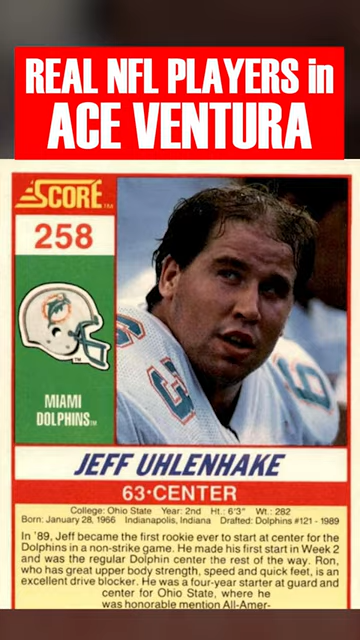 REAL NFL PLAYERS in
ACE VENTURA
SCORE™
258
63
MIAMI
DOLPHINS™
JEFF UHLENHAKE
63•CENTER
College: Ohio State Year: 2nd Ht.: 6'3" Wt.: 282
Born: January 28, 1966 Indianapolis, Indiana Drafted: Dolphins #121 - 1989
In '89, Jeff became the first rookie ever to start at center for the
Dolphins in a non-strike game. He made his first start in Week 2
and was the regular Dolphin center the rest of the way. Ron,
who has great upper body strength, speed and quick feet, is an
excellent drive blocker. He was a four-year starter at guard and
center for Ohio State, where he
was honorable mention All-Amer-